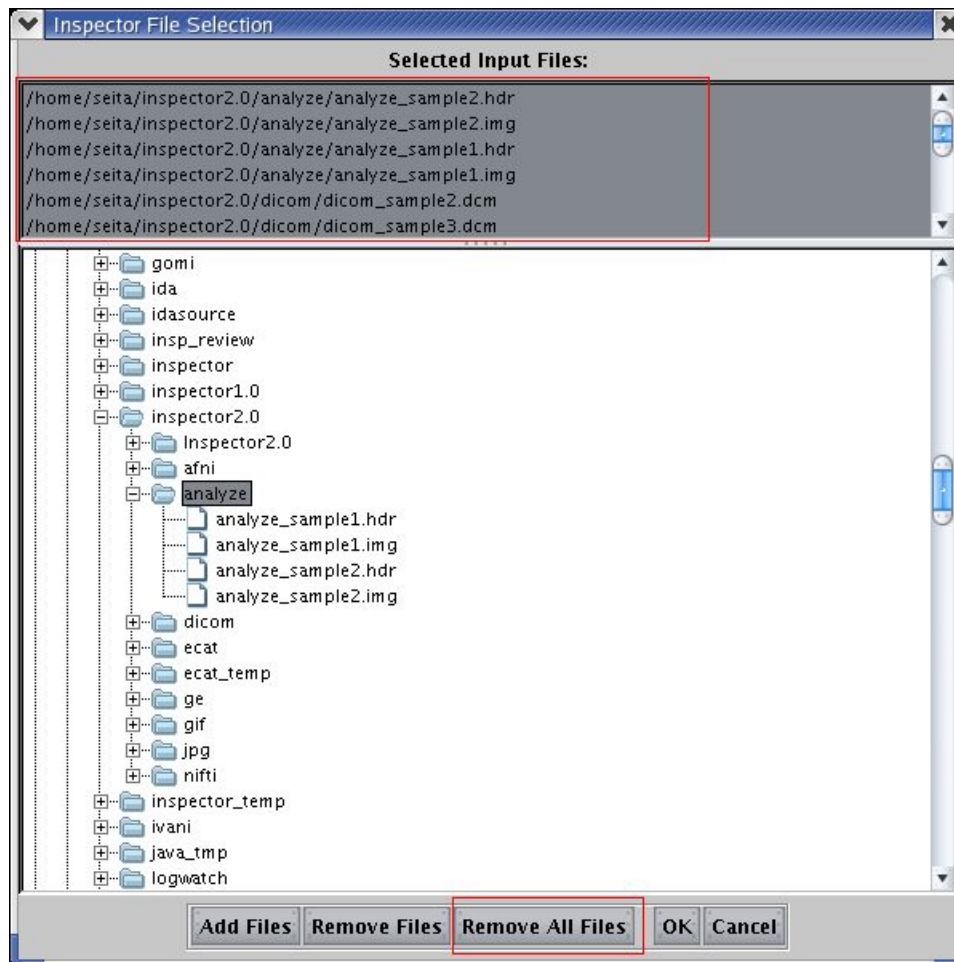 Inspector File Selection
Selected Input Files:
/home/seita/inspector2.0/analyze/analyze_sample2.hdr
/home/seita/inspector2.0/analyze/analyze_sample2.img
/home/seita/inspector2.0/analyze/analyze_sample1.hdr
/home/seita/inspector2.0/analyze/analyze_sample1.img
/home/seita/inspector2.0/dicom/dicom_sample2.dcm
/home/seita/inspector2.0/dicom/dicom_sample3.dcm
gomi
ida
idasource
insp_review
inspector
inspector1.0
inspector2.0
Inspector2.0
afni
analyze
analyze_sample1.hdr
analyze_sample1.img
analyze_sample2.hdr
analyze_sample2.img
dicom
ecat
ecat_temp
ge
gif
jpg
nifti
inspector_temp
ivani
java_tmp
logwatch
Add Files Remove Files Remove All Files OK Cancel